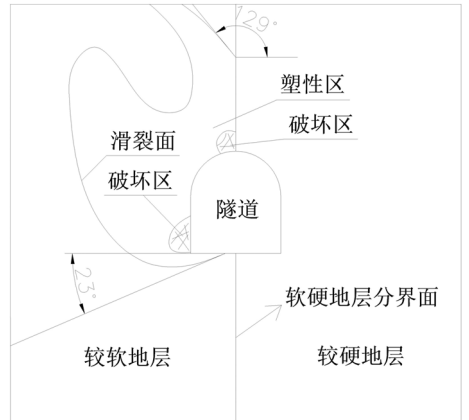 129°
塑性区
破坏区
滑裂面
破坏区
隧道
23°
软硬地层分界面
较软地层
较硬地层